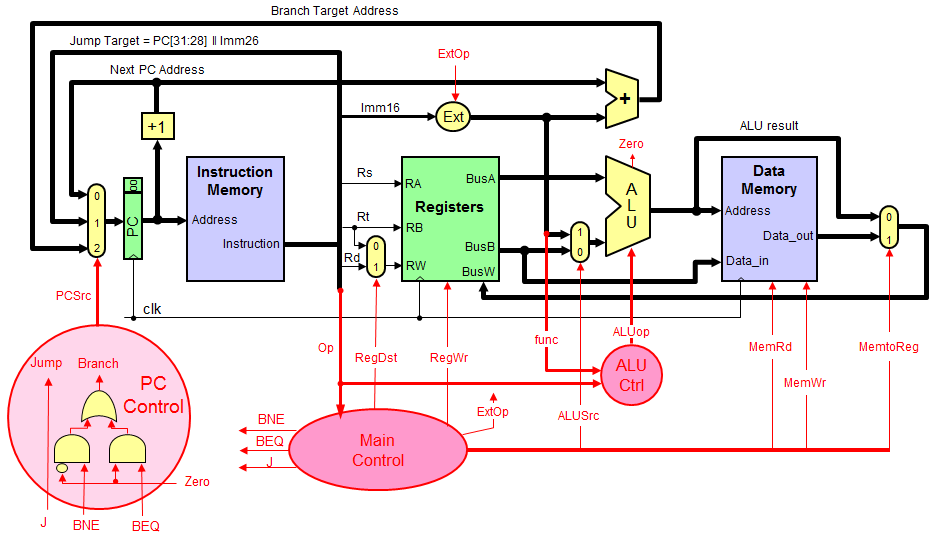 Branch Target Address
Jump Target = PC[31:28] ‖ Imm26
Next PC Address
ExtOp
+1
Imm16
Ext
+
ALU result
Zero
Instruction
Memory
Address
Instruction
PC
00
0
1
2
Rs
Rt
Rd
0
1
RA
BusA
Registers
RB
BusB
RW
BusW
1
0
A
L
U
Data
Memory
Address
Data_out
Data_in
0
1
PCSrc
clk
Op
RegDst
RegWr
func
ALUop
ALU
Ctrl
ExtOp
ALUSrc
MemRd
MemWr
MemtoReg
Jump
Branch
PC
Control
Zero
J
BNE
BEQ
BNE
BEQ
J
Main
Control